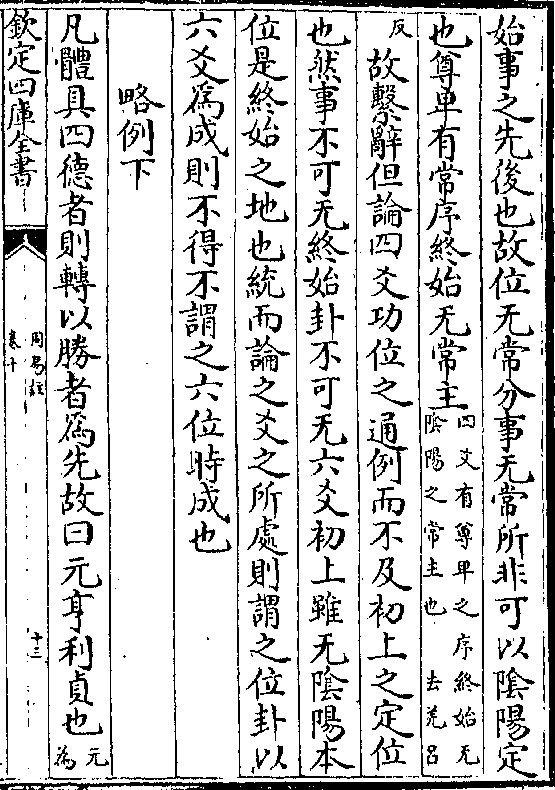 始事之先後也故位无常分事无常所非可以陰陽定
也尊卑有常序終始无常主四爻有尊卑之序終始无陰陽之常主也 去羌呂
反故繫辭但論四爻功位之通例而不及初上之定位
也然事不可无終始卦不可无六爻初上雖无陰陽本
位是終始之地也統而論之爻之所處則謂之位卦以
六爻為成則不得不謂之六位時成也
略例下
凡體具四德者則轉以勝者為先故曰元亨利貞也元為
欽定四庫全書
周易註
卷十
十三